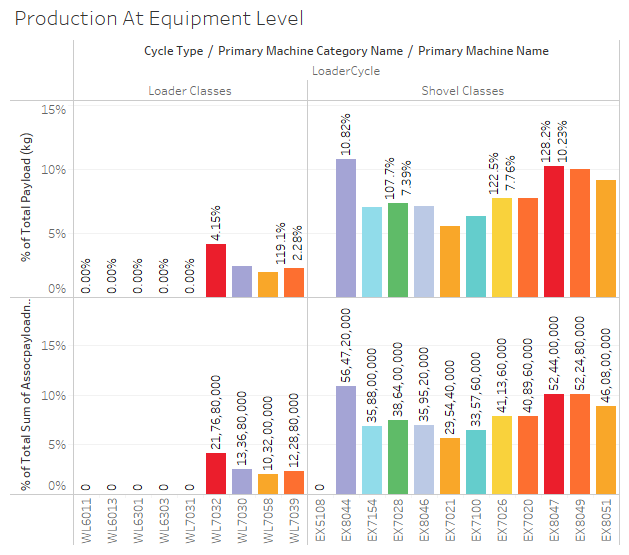 Production At Equipment Level
Cycle Type / Primary Machine Category Name / Primary Machine Name
LoaderCycle
Loader Classes
Shovel Classes
% of Total Payload (kg)
15%
10%
5%
0%
0.00%
0.00%
0.00%
0.00%
0.00%
4.15%
119.1%
2.28%
10.82%
107.7%
7.39%
122.5%
7.76%
128.2%
10.23%
% of Total Sum of Assocpayloadn..
15%
10%
5%
0%
0
0
0
0
0
21,76,80,000
13,36,80,000
10,32,00,000
12,28,80,000
0
56,47,20,000
35,88,00,000
38,64,00,000
35,95,20,000
29,54,40,000
33,57,60,000
41,13,60,000
40,89,60,000
52,44,00,000
52,24,80,000
46,08,00,000
WL6011
WL6013
WL6301
WL6303
WL7031
WL7032
WL7030
WL7058
WL7039
EX5108
EX8044
EX7154
EX7028
EX8046
EX7021
EX7100
EX7026
EX7020
EX8047
EX8049
EX8051